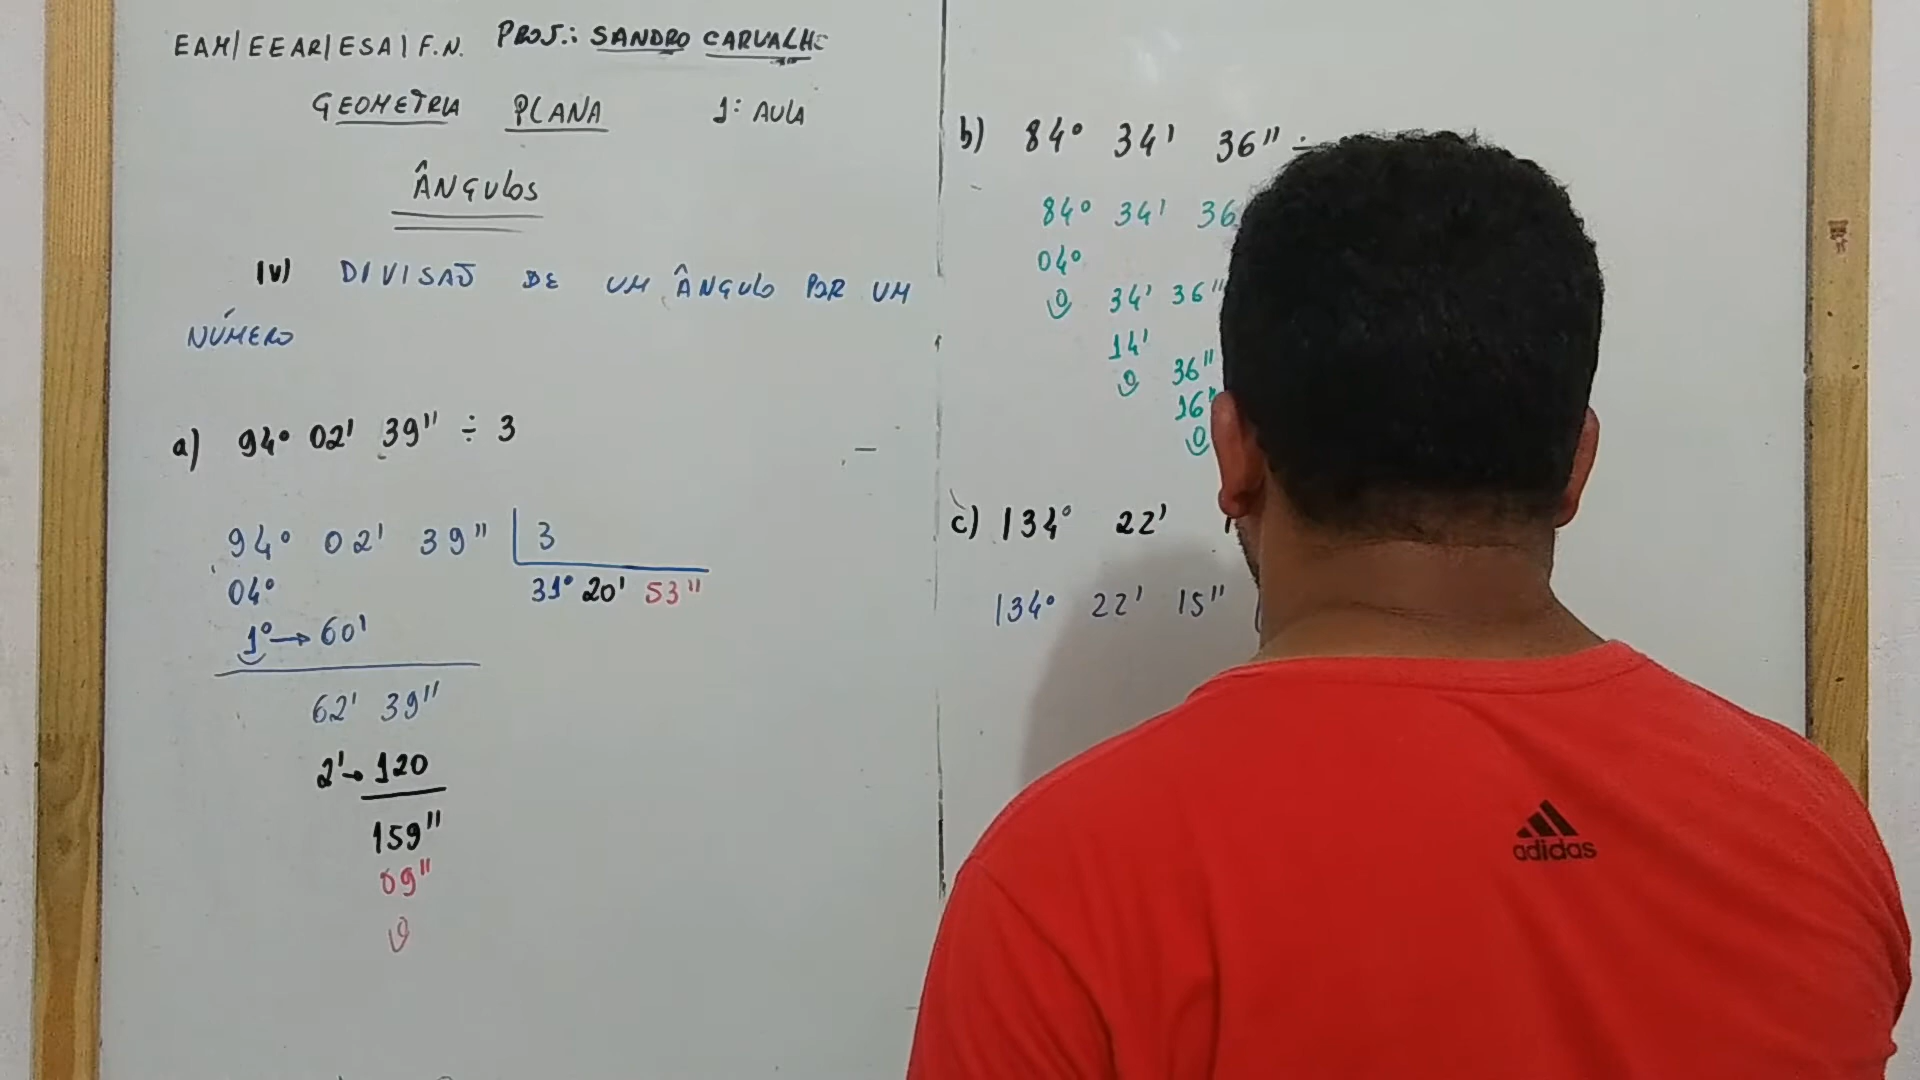 EAM/EEAR/ESA/F.N. PROF.: SANDRO CARVALHO
GEOMETRIA PLANA 1ª AULA
ÂNGULOS
IV) DIVISÃO DE UM ÂNGULO POR UM
NÚMERO
a) 94° 02' 39" ÷ 3
94° 02' 39" 3
04° 31° 20' 53"
1° → 60'
62' 39"
2' → 120
159"
09"
0
b) 84° 34' 36" ÷
84° 34' 36
04°
0 34' 36"
14'
0 36"
16"
0
c) 134° 22'
134° 22' 15"
adidas